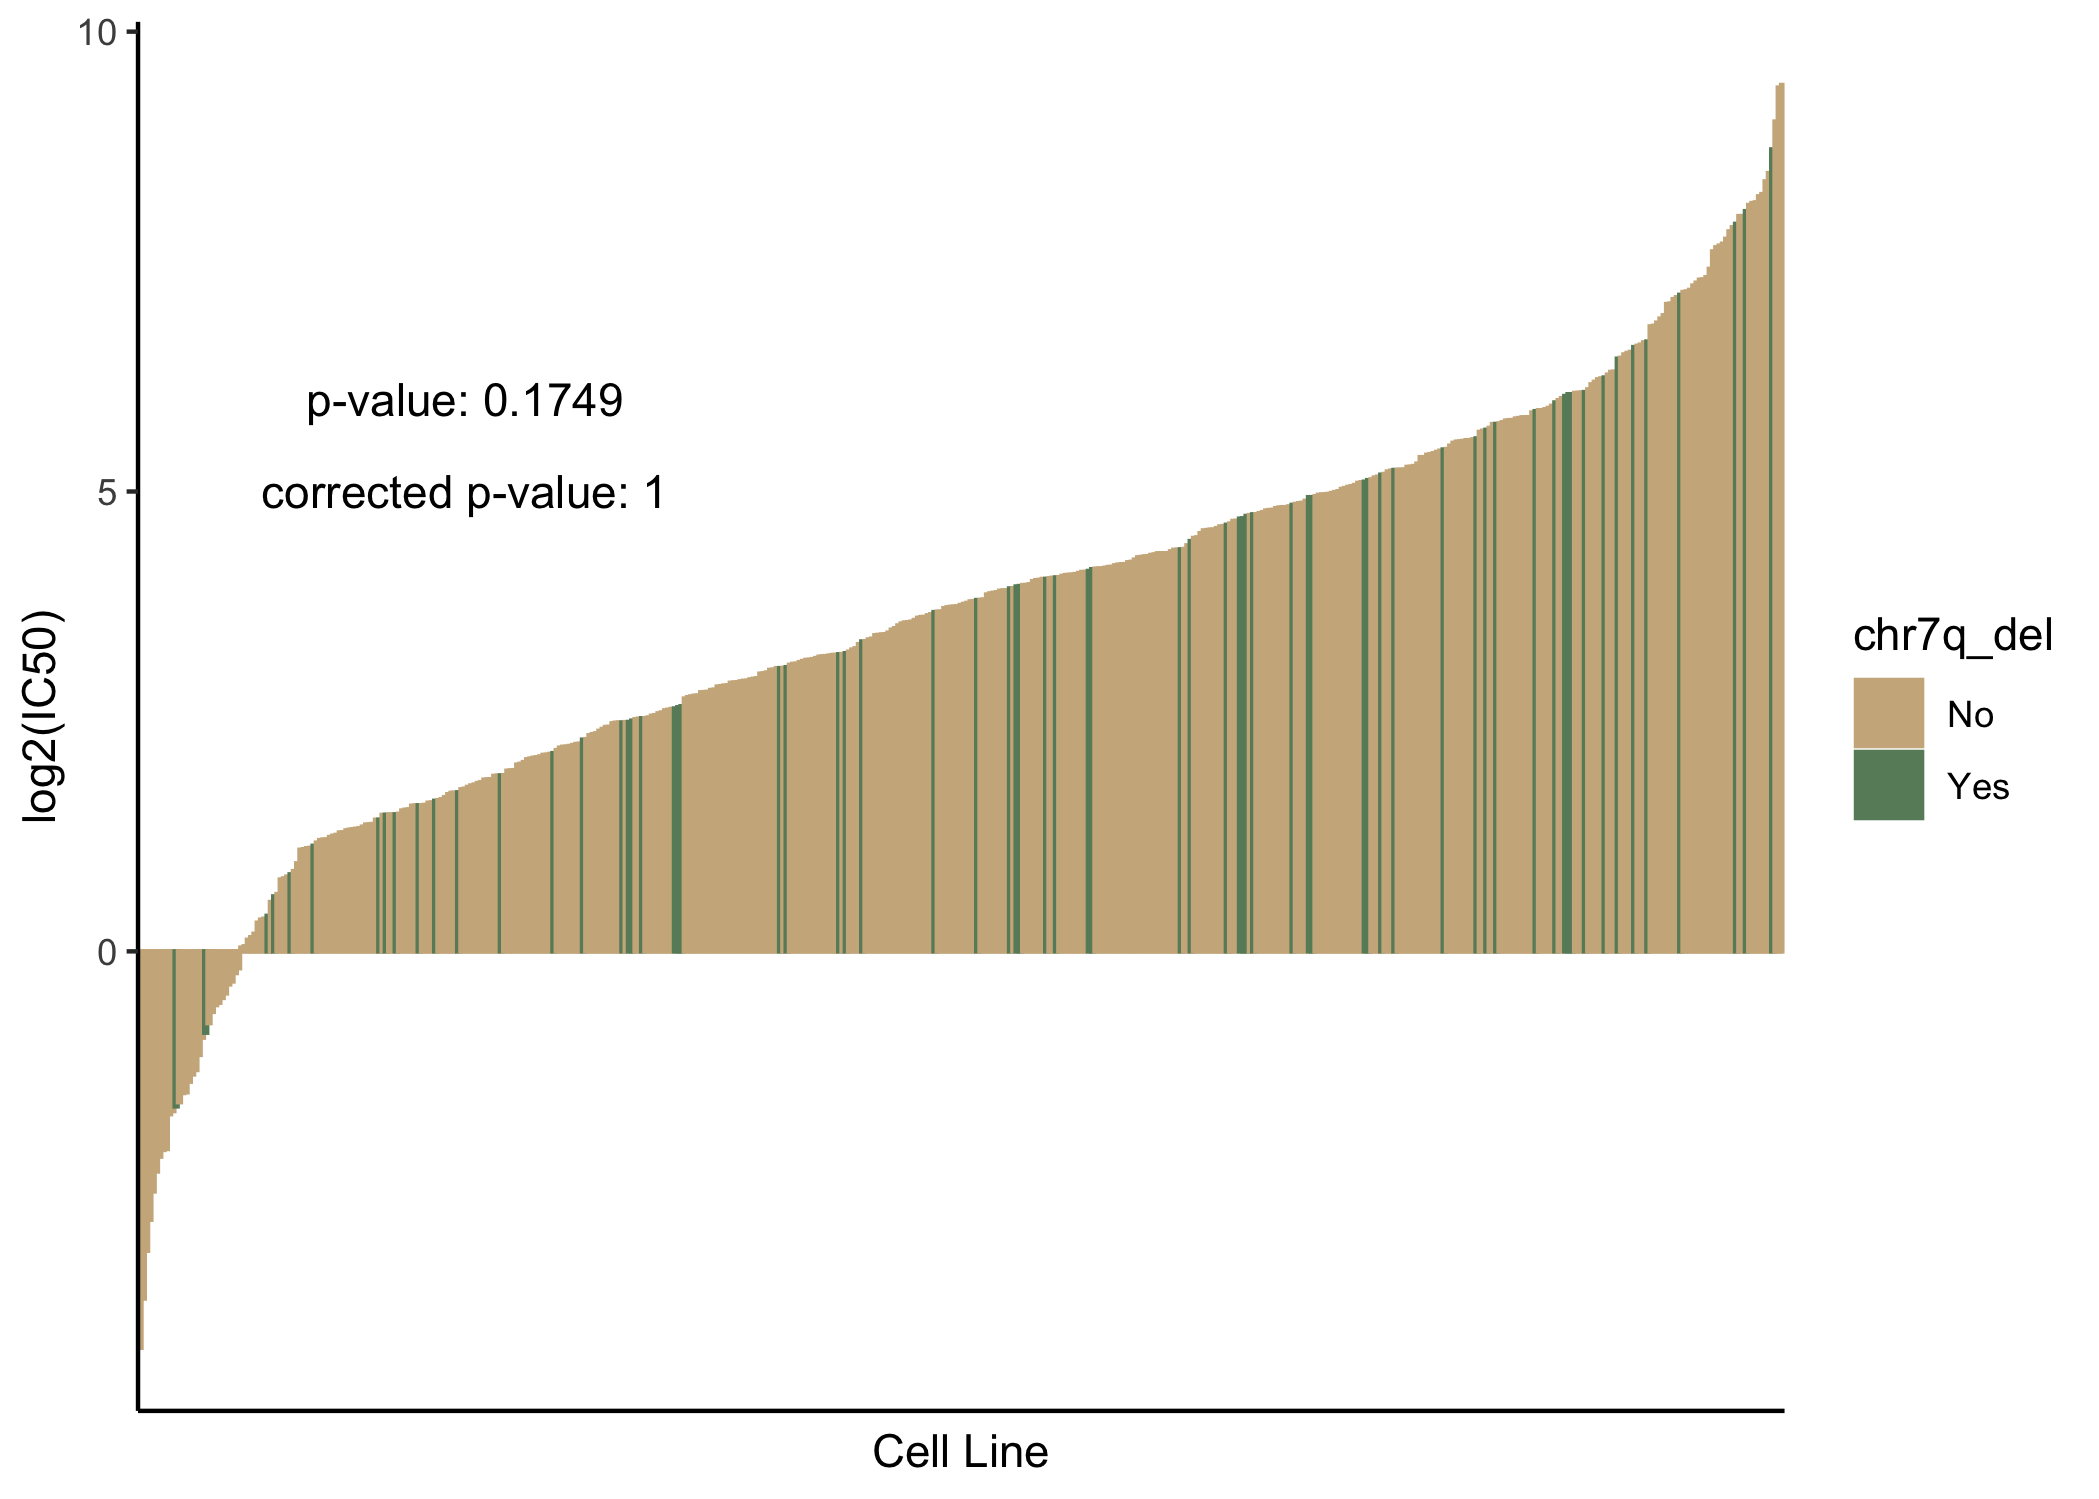 10
5
0
log2(IC50)
p-value: 0.1749
corrected p-value: 1
Cell Line
chr7q_del
No
Yes